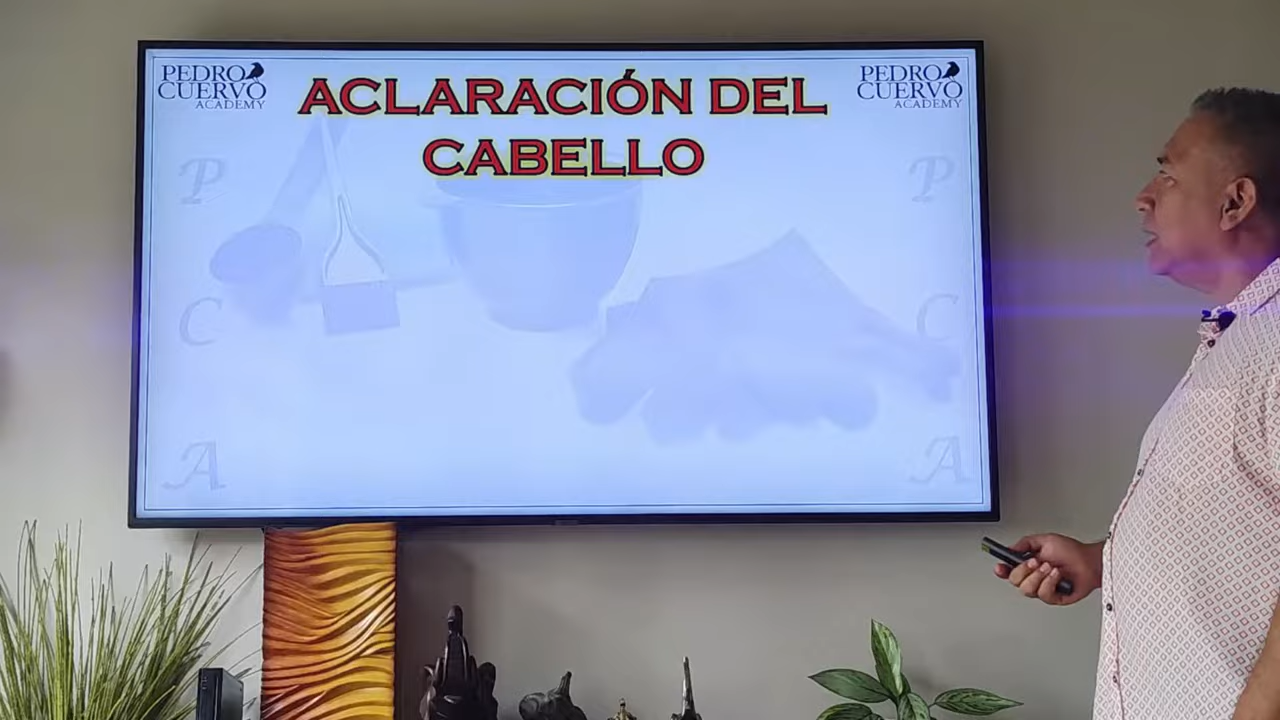 PEDRO
CUERVO
ACADEMY
ACLARACIÓN DEL
CABELLO
PEDRO
CUERVO
ACADEMY
P
C
A
P
C
A